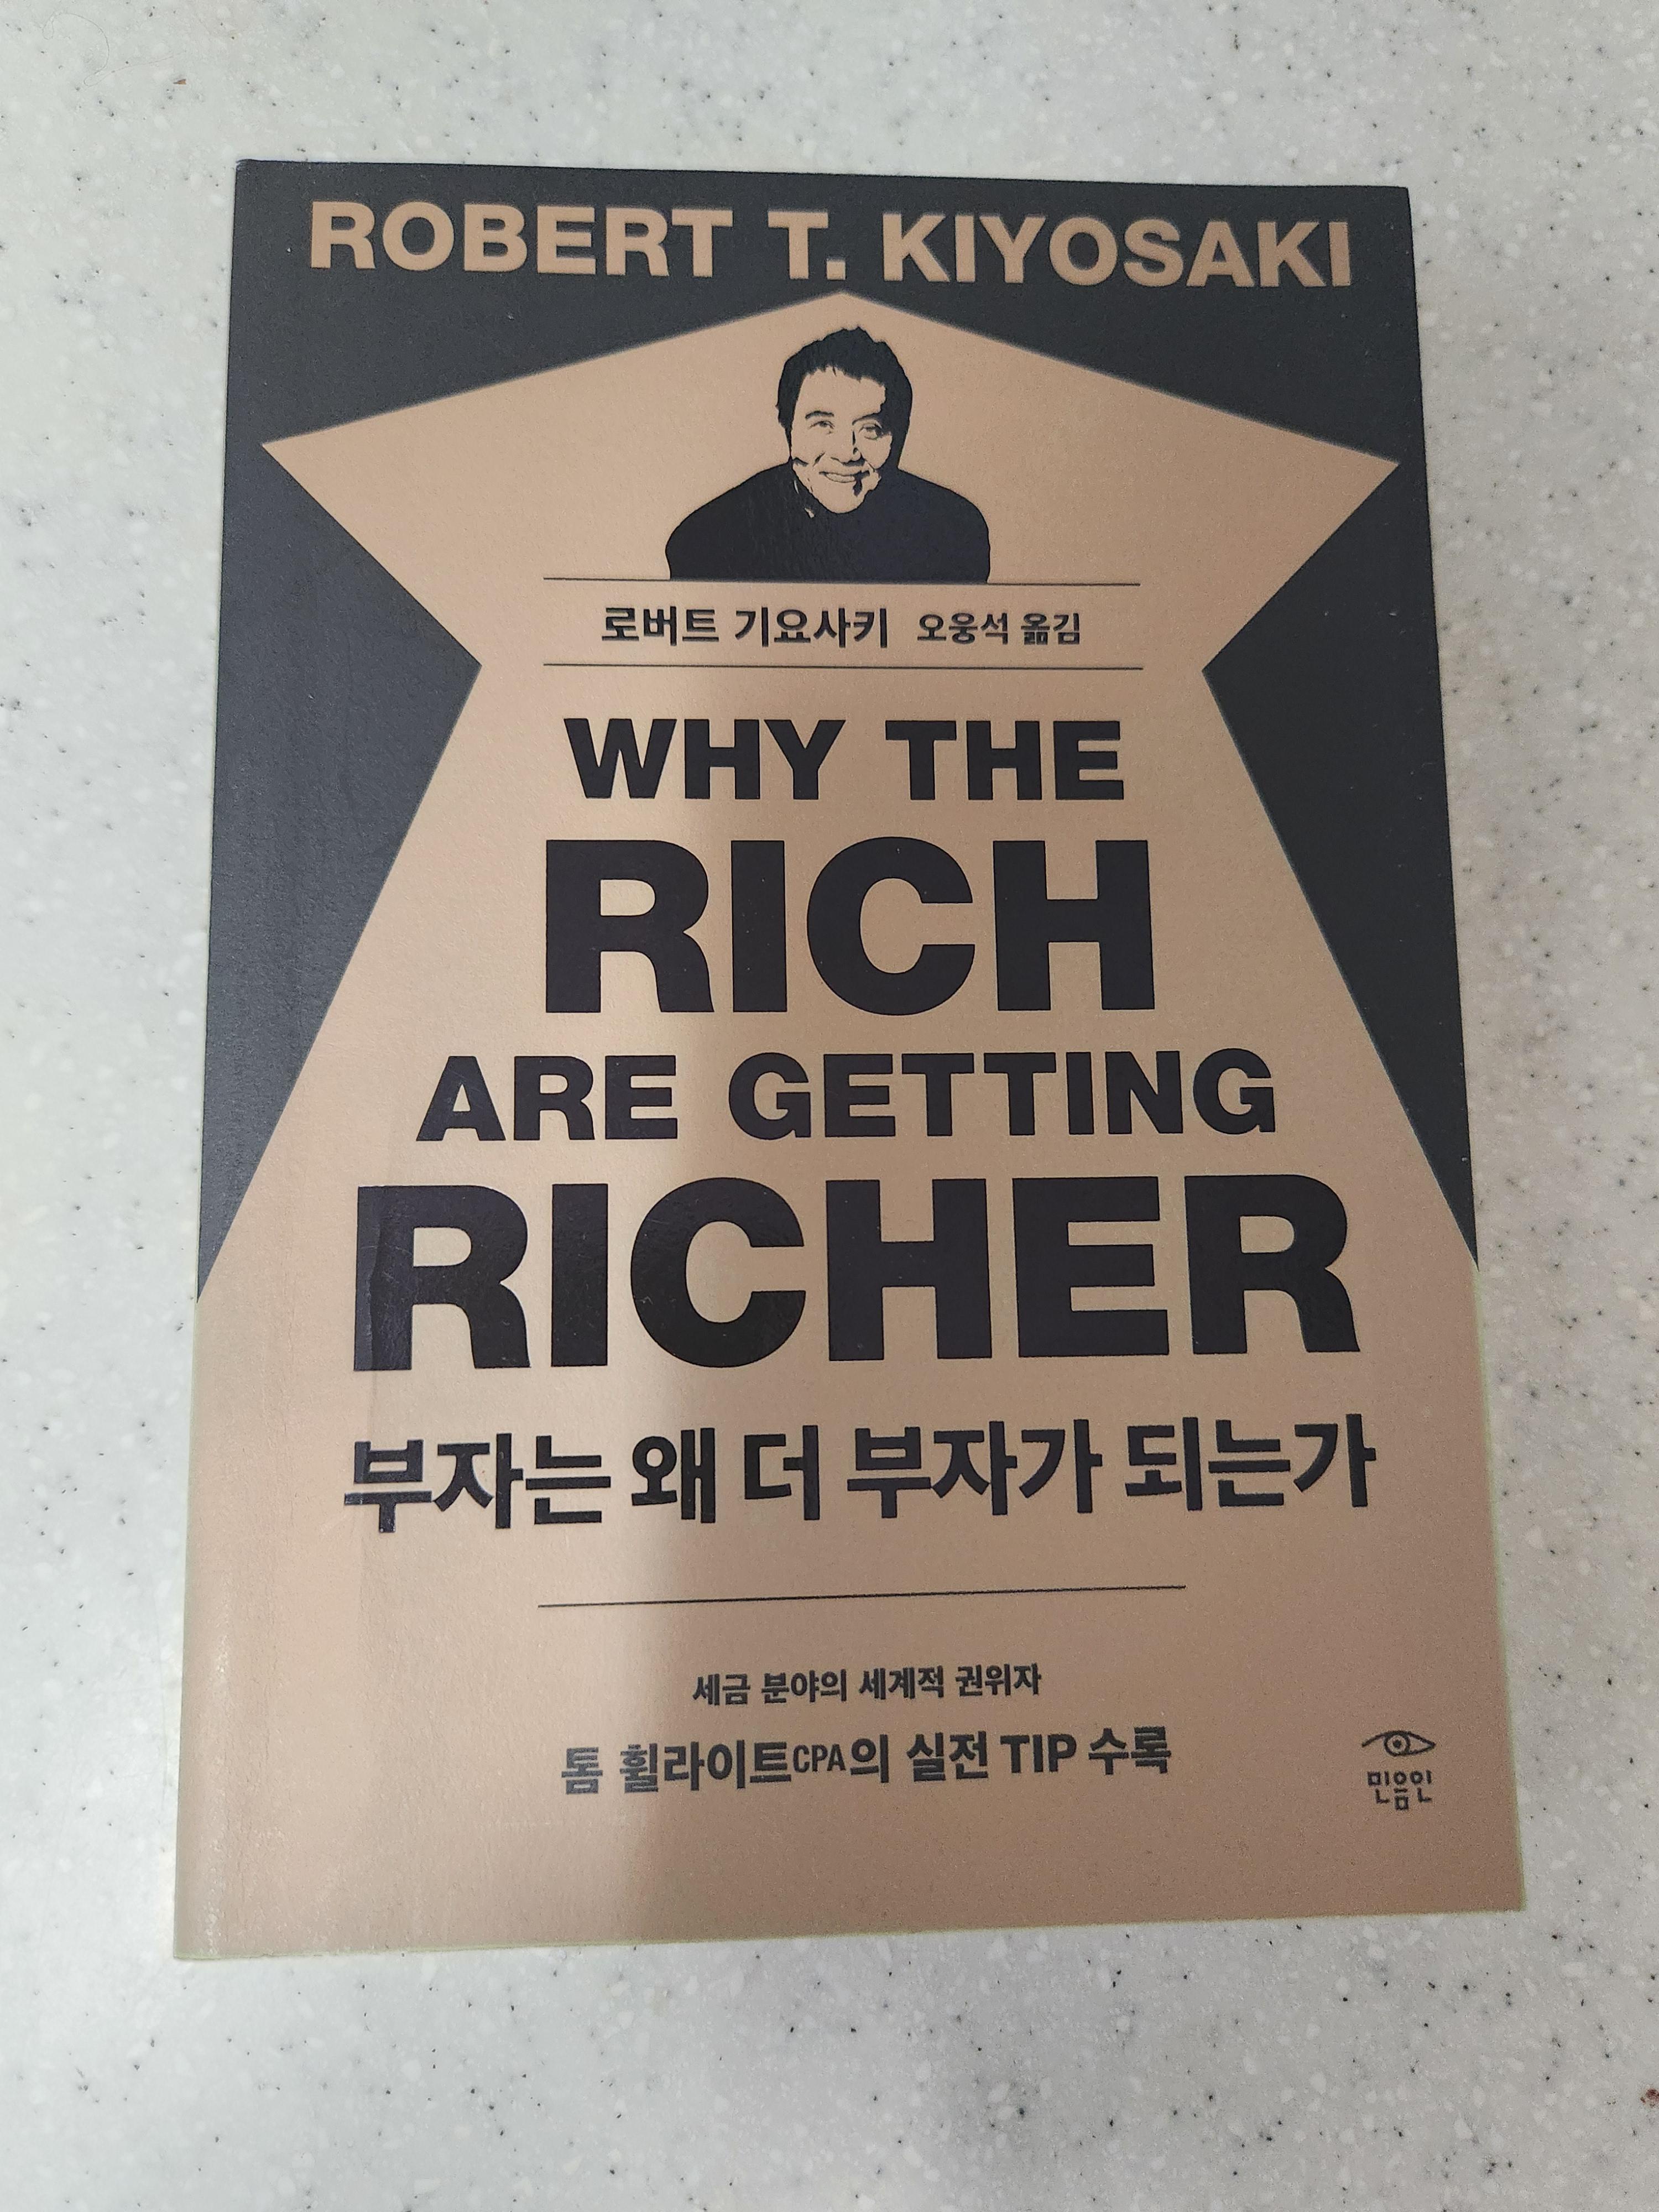 ROBERT T. KIYOSAKI
로버트 기요사키 오웅석 옮김
WHY THE
RICH
ARE GETTING
RICHER
부자는 왜 더 부자가 되는가
세금 분야의 세계적 권위자
톰 휠라이트CPA의 실전 TIP 수록
민음인